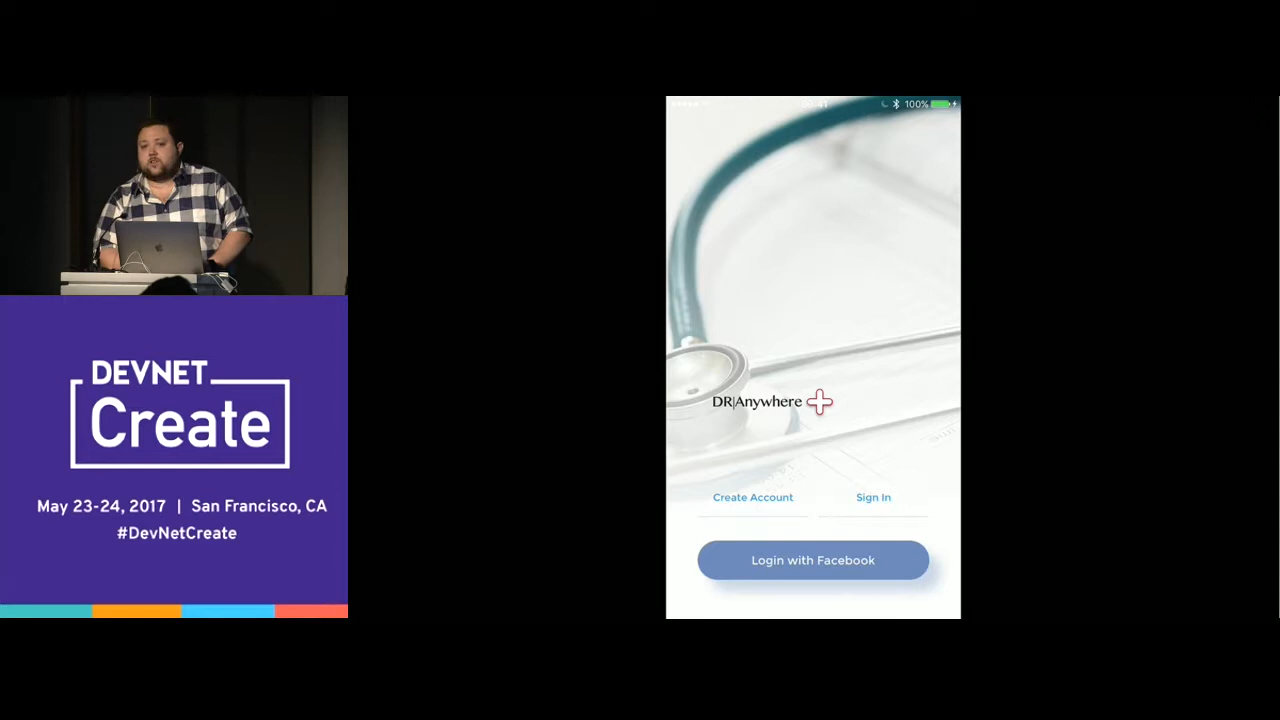 DEVNET
Create
May 23-24, 2017 | San Francisco, CA
#DevNetCreate
100%
DR|Anywhere
Create Account
Sign In
Login with Facebook